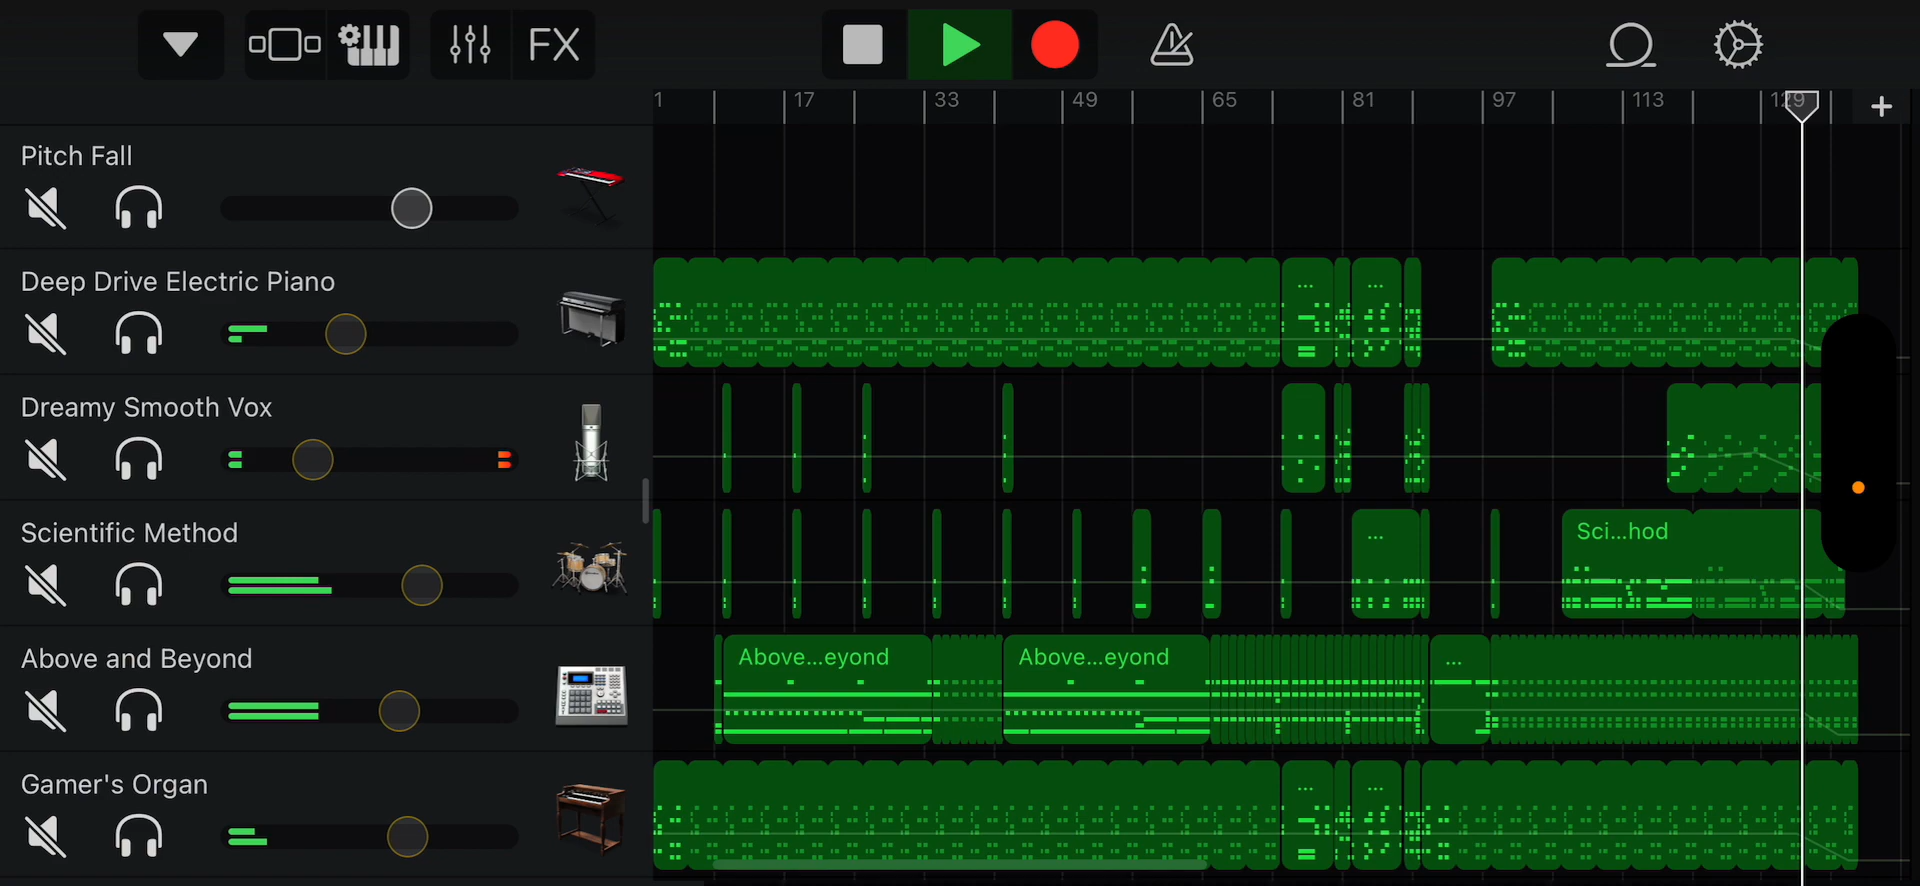 FX
1 17 33 49 65 81 97 113 129 +
Pitch Fall
Deep Drive Electric Piano
... ...
Dreamy Smooth Vox
Scientific Method
... Sci...hod
Above and Beyond
Above...eyond Above...eyond ...
Gamer's Organ
... ...